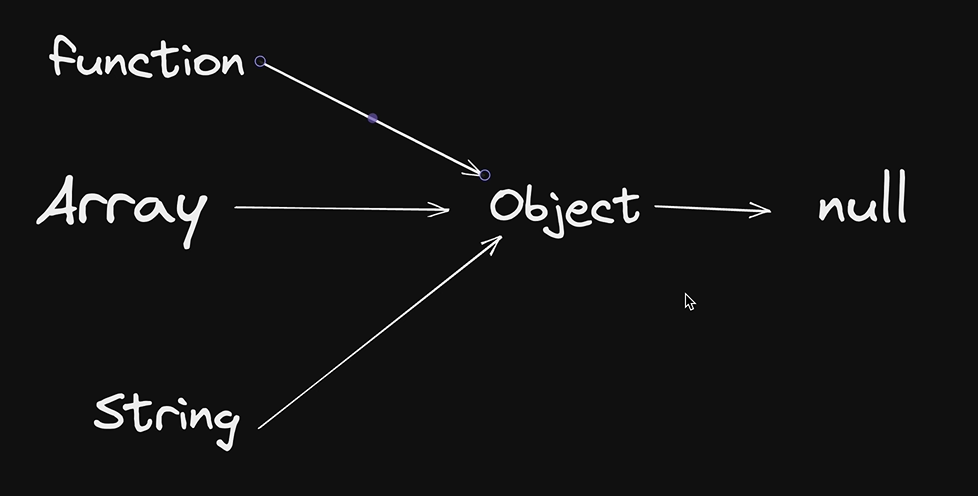 function
Array
Object
null
String